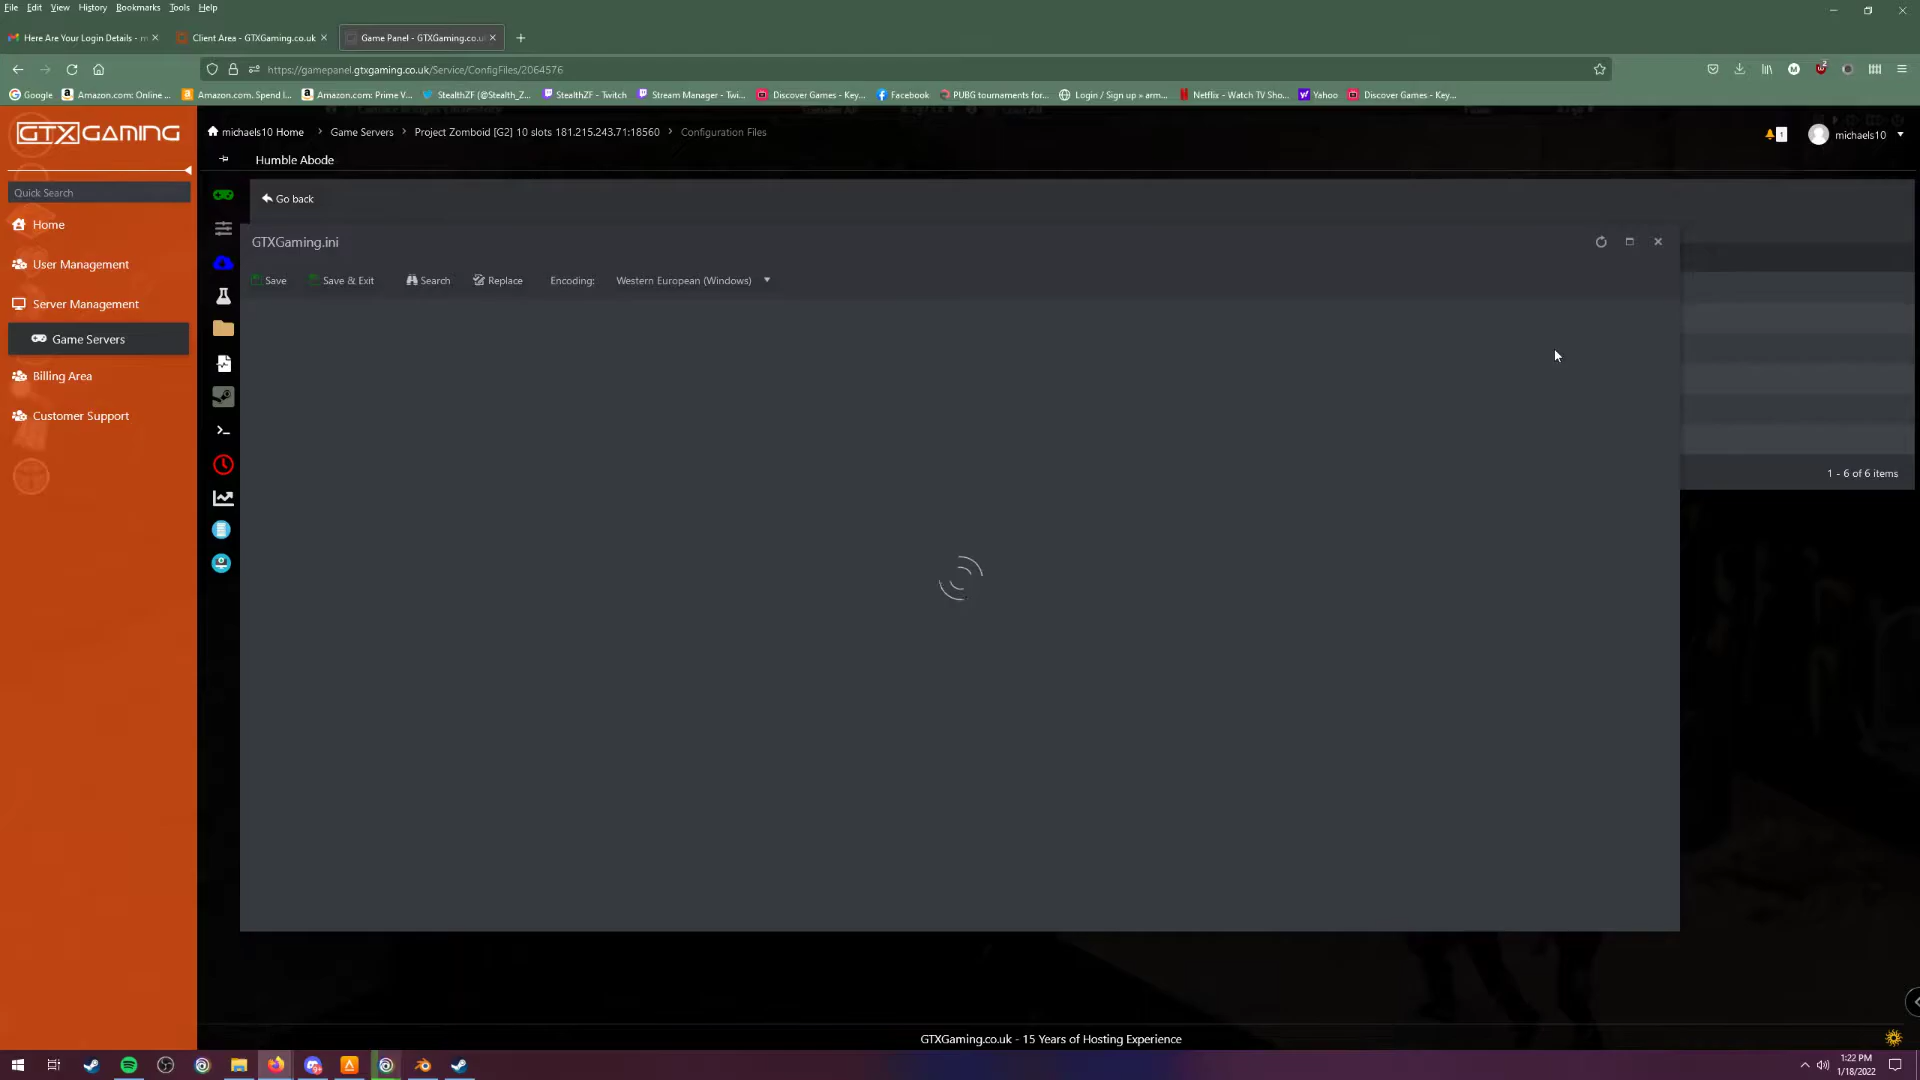 File Edit View History Bookmarks Tools Help
Here Are Your Login Details - m
Client Area - GTXGaming.co.uk
Game Panel - GTXGaming.co.u
https://gamepanel.gtxgaming.co.uk/Service/ConfigFiles/2064576
Google Amazon.com: Online ... Amazon.com. Spend l... Amazon.com: Prime V... StealthZF (@Stealth_Z... StealthZF - Twitch Stream Manager - Twi... Discover Games - Key... Facebook PUBG tournaments for... Login / Sign up » arm... Netflix - Watch TV Sho... Yahoo Discover Games - Key...
GTXGAMING
michaels10 Home Game Servers Project Zomboid [G2] 10 slots 181.215.243.71:18560 Configuration Files
1
michaels10
Humble Abode
Quick Search
Go back
Home
GTXGaming.ini
User Management
Save Save & Exit Search Replace Encoding: Western European (Windows)
Server Management
Game Servers
Billing Area
Customer Support
1 - 6 of 6 items
GTXGaming.co.uk - 15 Years of Hosting Experience
1:22 PM
1/18/2022